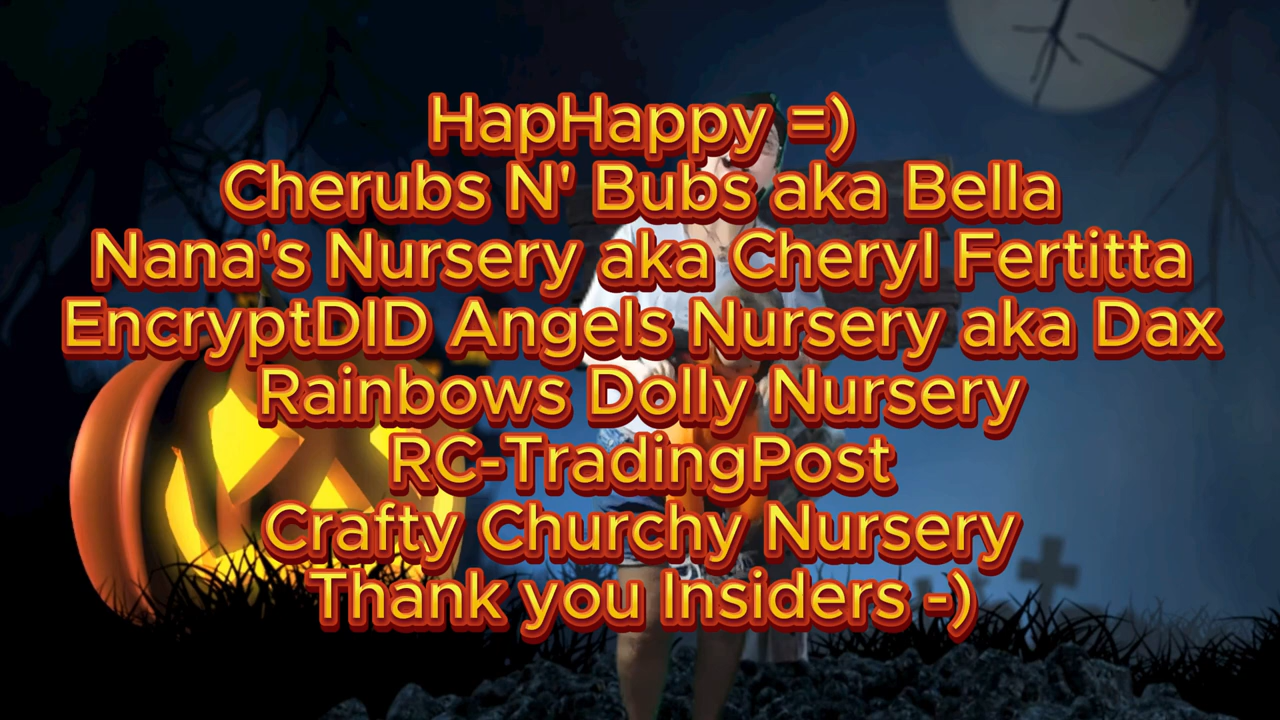 HapHappy =)
Cherubs N' Bubs aka Bella
Nana's Nursery aka Cheryl Fertitta
EncryptDID Angels Nursery aka Dax
Rainbows Dolly Nursery
RC-TradingPost
Crafty Churchy Nursery
Thank you Insiders -)